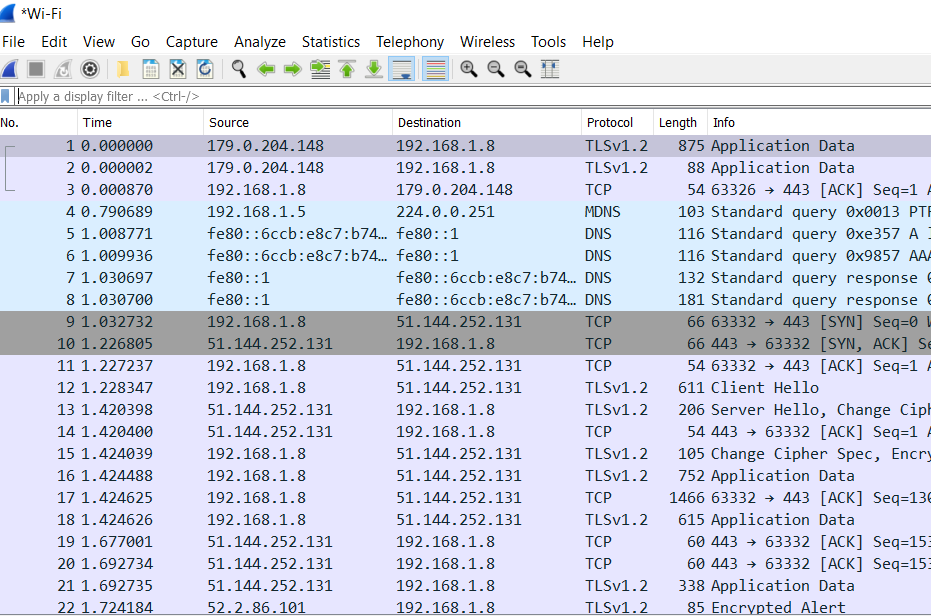 *Wi-Fi
File Edit View Go Capture Analyze Statistics Telephony Wireless Tools Help
Apply a display filter ... <Ctrl-/>
No. Time Source Destination Protocol Length Info
1 0.000000 179.0.204.148 192.168.1.8 TLSv1.2 875 Application Data
2 0.000002 179.0.204.148 192.168.1.8 TLSv1.2 88 Application Data
3 0.000870 192.168.1.8 179.0.204.148 TCP 54 63326 → 443 [ACK] Seq=1
4 0.790689 192.168.1.5 224.0.0.251 MDNS 103 Standard query 0x0013 PTR
5 1.008771 fe80::6ccb:e8c7:b74… fe80::1 DNS 116 Standard query 0xe357 A
6 1.009936 fe80::6ccb:e8c7:b74… fe80::1 DNS 116 Standard query 0x9857 AAA
7 1.030697 fe80::1 fe80::6ccb:e8c7:b74… DNS 132 Standard query response
8 1.030700 fe80::1 fe80::6ccb:e8c7:b74… DNS 181 Standard query response
9 1.032732 192.168.1.8 51.144.252.131 TCP 66 63332 → 443 [SYN] Seq=0
10 1.226805 51.144.252.131 192.168.1.8 TCP 66 443 → 63332 [SYN, ACK] Se
11 1.227237 192.168.1.8 51.144.252.131 TCP 54 63332 → 443 [ACK] Seq=1
12 1.228347 192.168.1.8 51.144.252.131 TLSv1.2 611 Client Hello
13 1.420398 51.144.252.131 192.168.1.8 TLSv1.2 206 Server Hello, Change Ciph
14 1.420400 51.144.252.131 192.168.1.8 TCP 54 443 → 63332 [ACK] Seq=1
15 1.424039 192.168.1.8 51.144.252.131 TLSv1.2 105 Change Cipher Spec, Encry
16 1.424488 192.168.1.8 51.144.252.131 TLSv1.2 752 Application Data
17 1.424625 192.168.1.8 51.144.252.131 TCP 1466 63332 → 443 [ACK] Seq=130
18 1.424626 192.168.1.8 51.144.252.131 TLSv1.2 615 Application Data
19 1.677001 51.144.252.131 192.168.1.8 TCP 60 443 → 63332 [ACK] Seq=153
20 1.692734 51.144.252.131 192.168.1.8 TCP 60 443 → 63332 [ACK] Seq=153
21 1.692735 51.144.252.131 192.168.1.8 TLSv1.2 338 Application Data
22 1.724184 52.2.86.101 192.168.1.8 TLSv1.2 85 Encrypted Alert